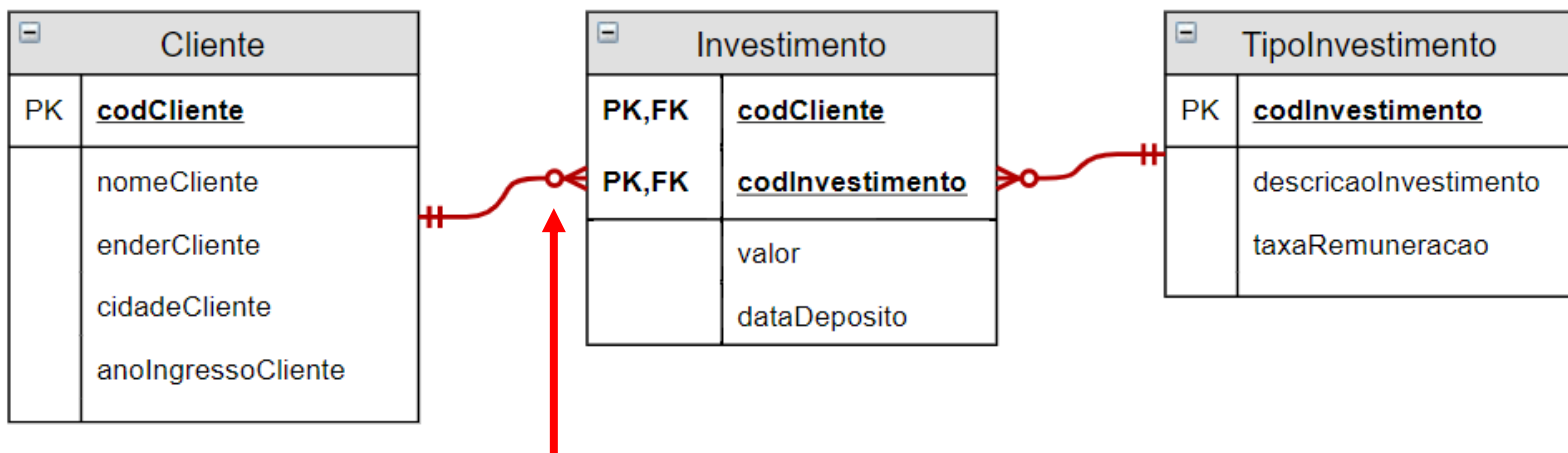 Cliente
PK codCliente
nomeCliente
enderCliente
cidadeCliente
anoIngressoCliente
Investimento
PK,FK codCliente
PK,FK codInvestimento
valor
dataDeposito
TipoInvestimento
PK codInvestimento
descricaoInvestimento
taxaRemuneracao